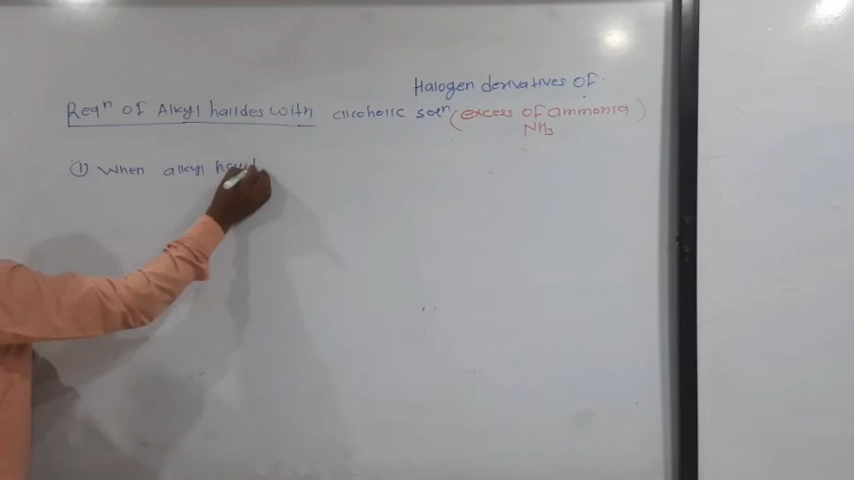 Halogen derivatives of
Reqⁿ of Alkyl halides with alcoholic solⁿ (excess of ammonia)
NH₃
① When alkyl